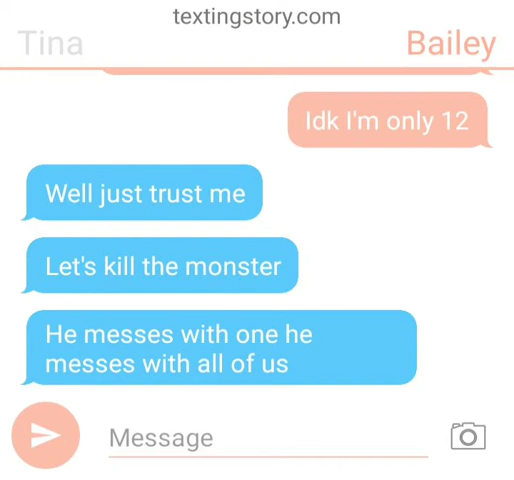 textingstory.com
Tina
Bailey
Idk I'm only 12
Well just trust me
Let's kill the monster
He messes with one he
messes with all of us
Message